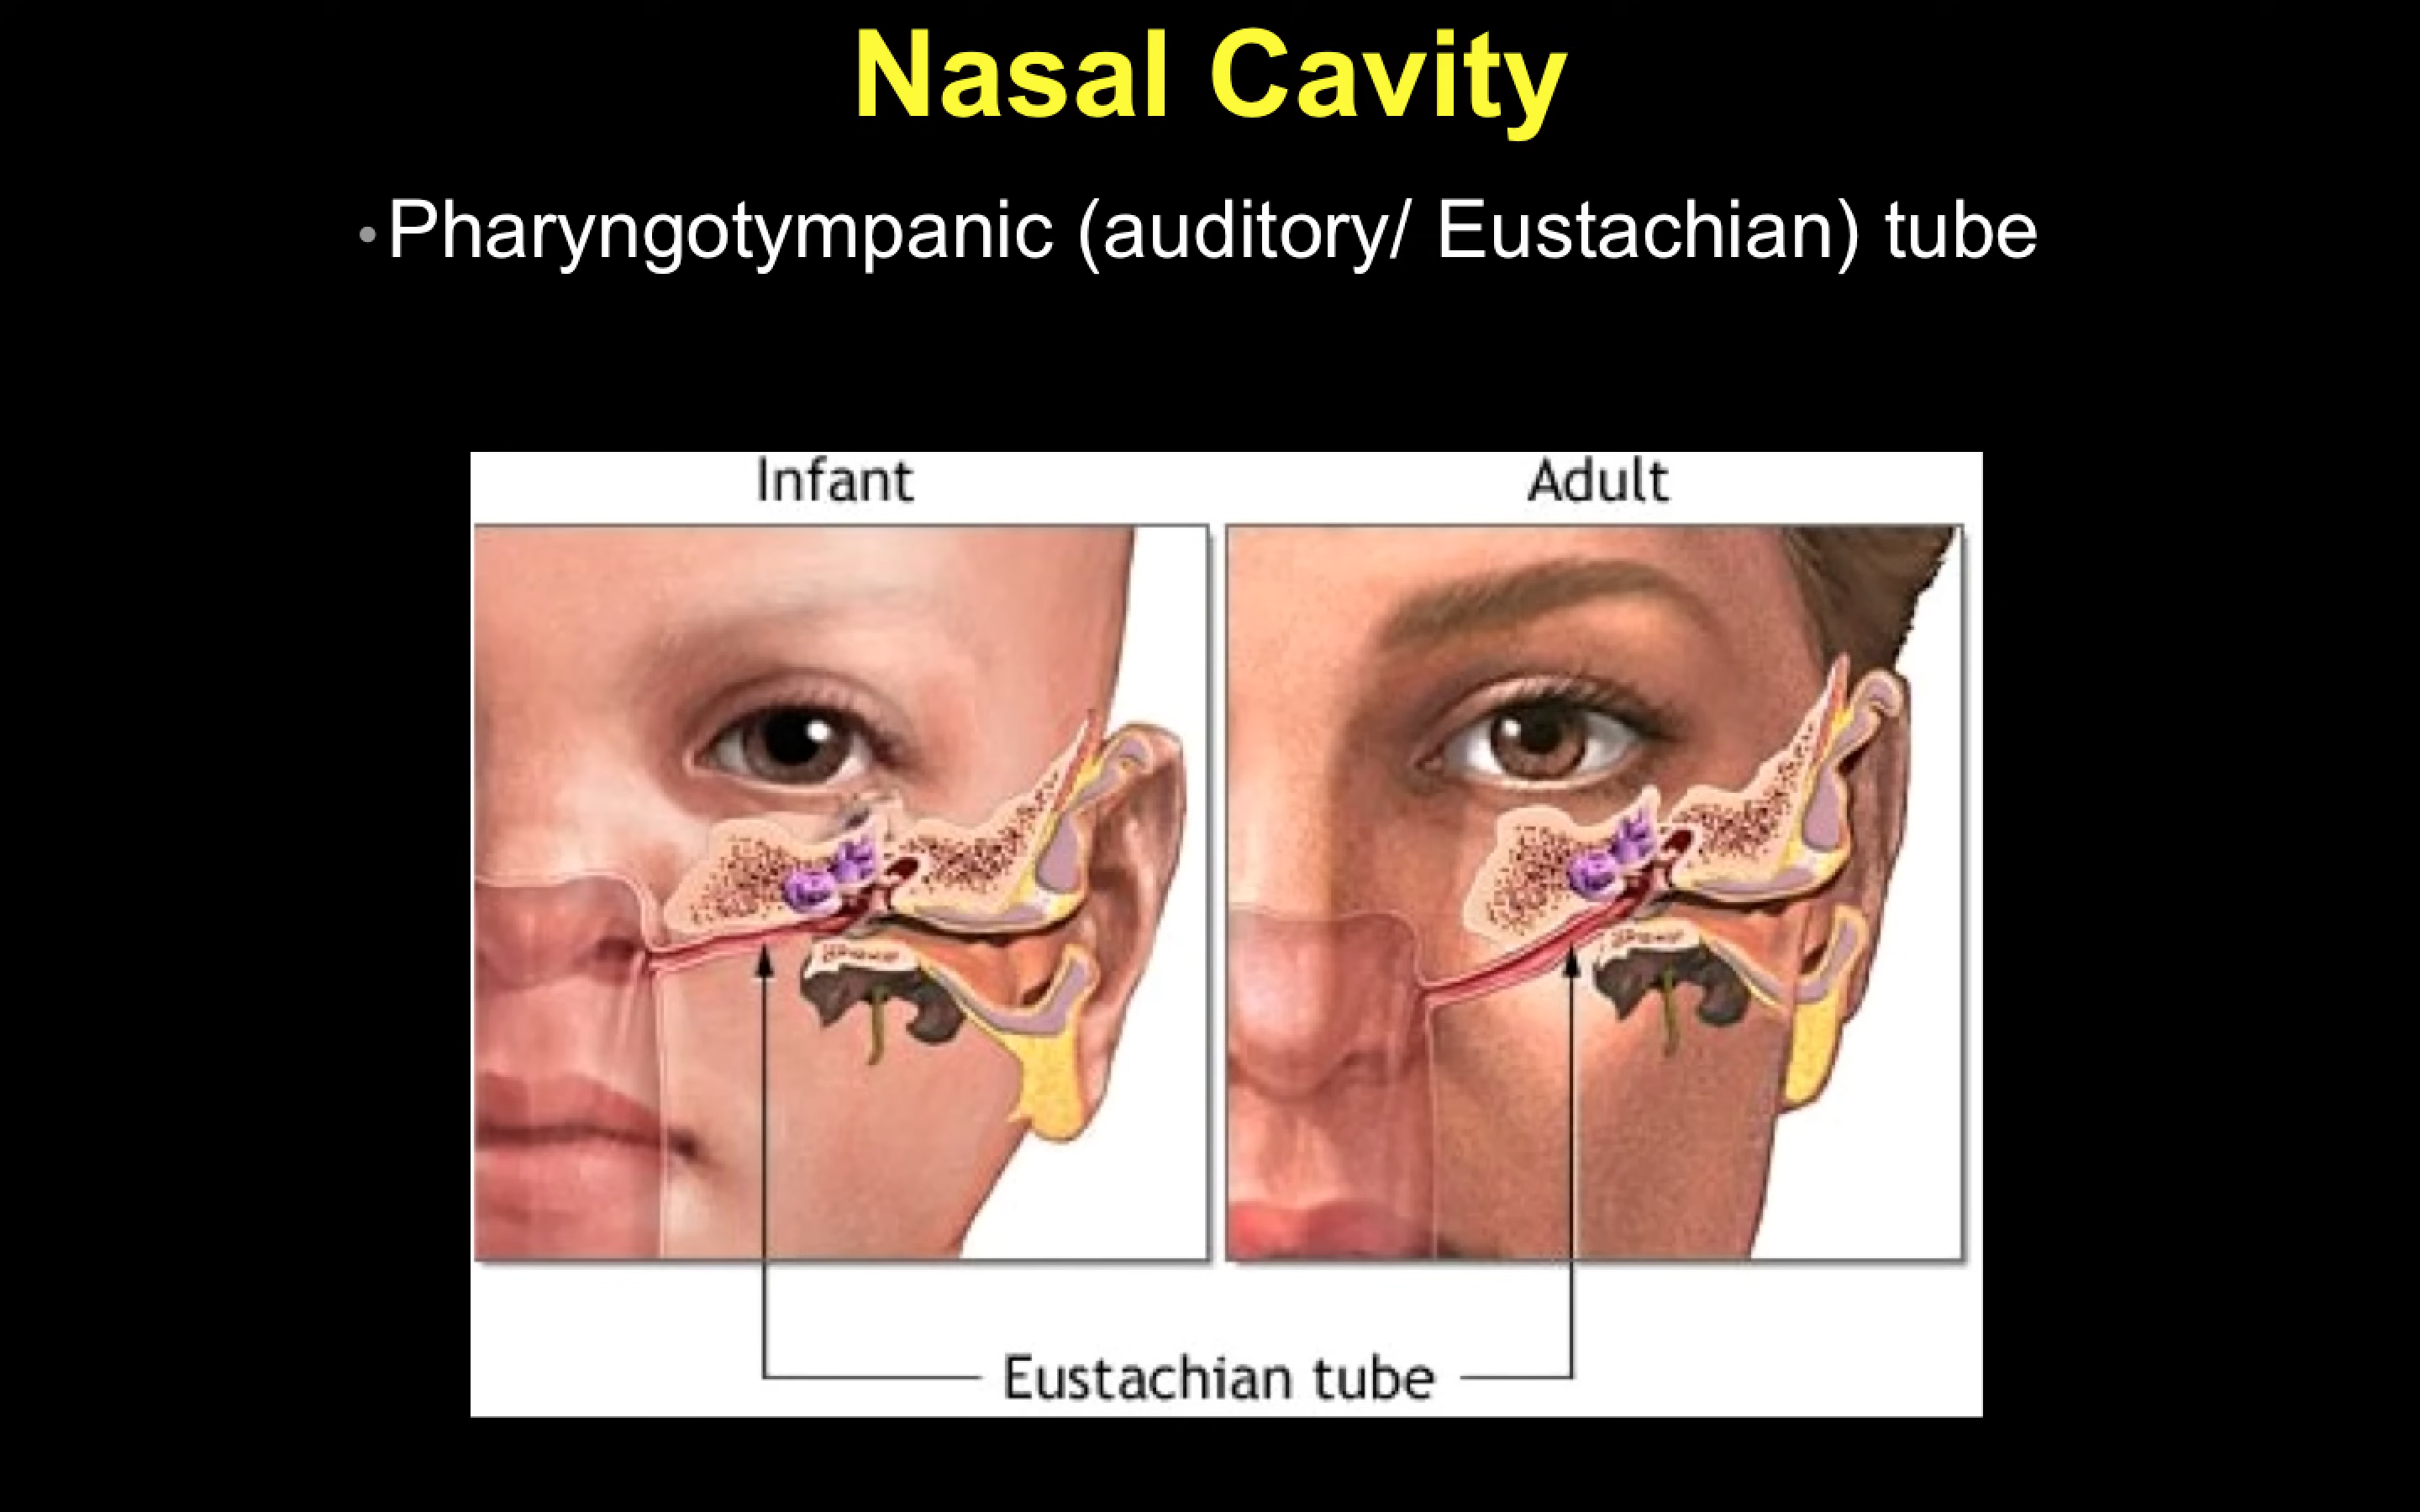 Nasal Cavity
•Pharyngotympanic (auditory/ Eustachian) tube
Infant
Adult
Eustachian tube